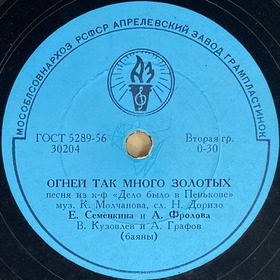 МОСОБЛСОВНАРХОЗ РСФСР АПРЕЛЕВСКИЙ ЗАВОД ГРАМПЛАСТИНОК
АЗ
ГОСТ 5289-56
30204
Вторая гр.
0-30
ОГНЕЙ ТАК МНОГО ЗОЛОТЫХ
песня из к-ф «Дело было в Пенькове»
муз. К. Молчанова, сл. Н. Доризо
Е. Семенкина и А. Фролова
В. Кузовлев и А. Графов
(баяны)